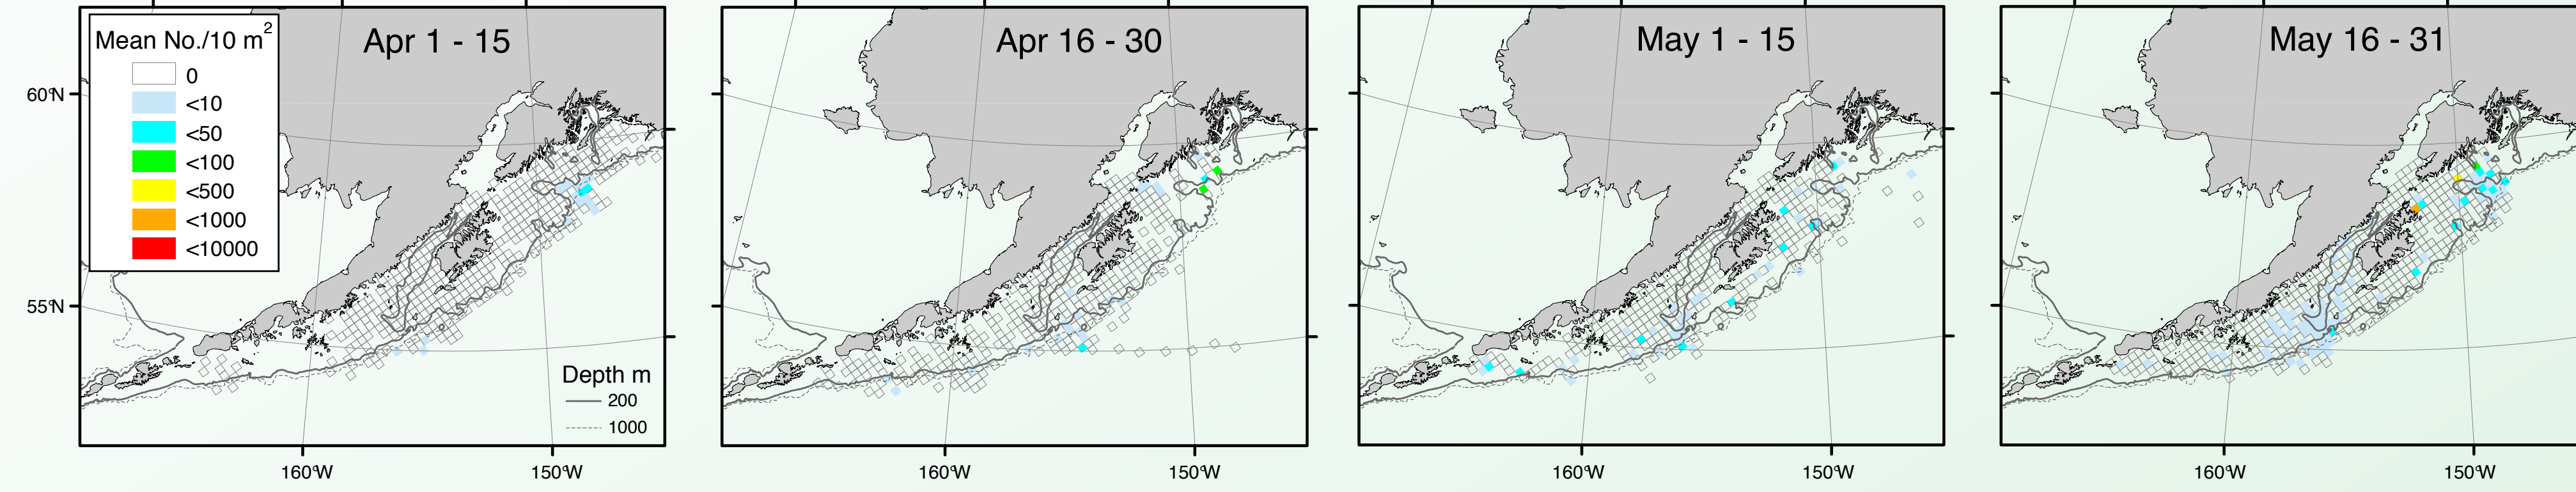 Apr 1 - 15
Mean No./10 m²
0
<10
<50
<100
<500
<1000
<10000
60°N
55°N
Depth m
200
1000
160°W
150°W
Apr 16 - 30
160°W
150°W
May 1 - 15
160°W
150°W
May 16 - 31
160°W
150°W